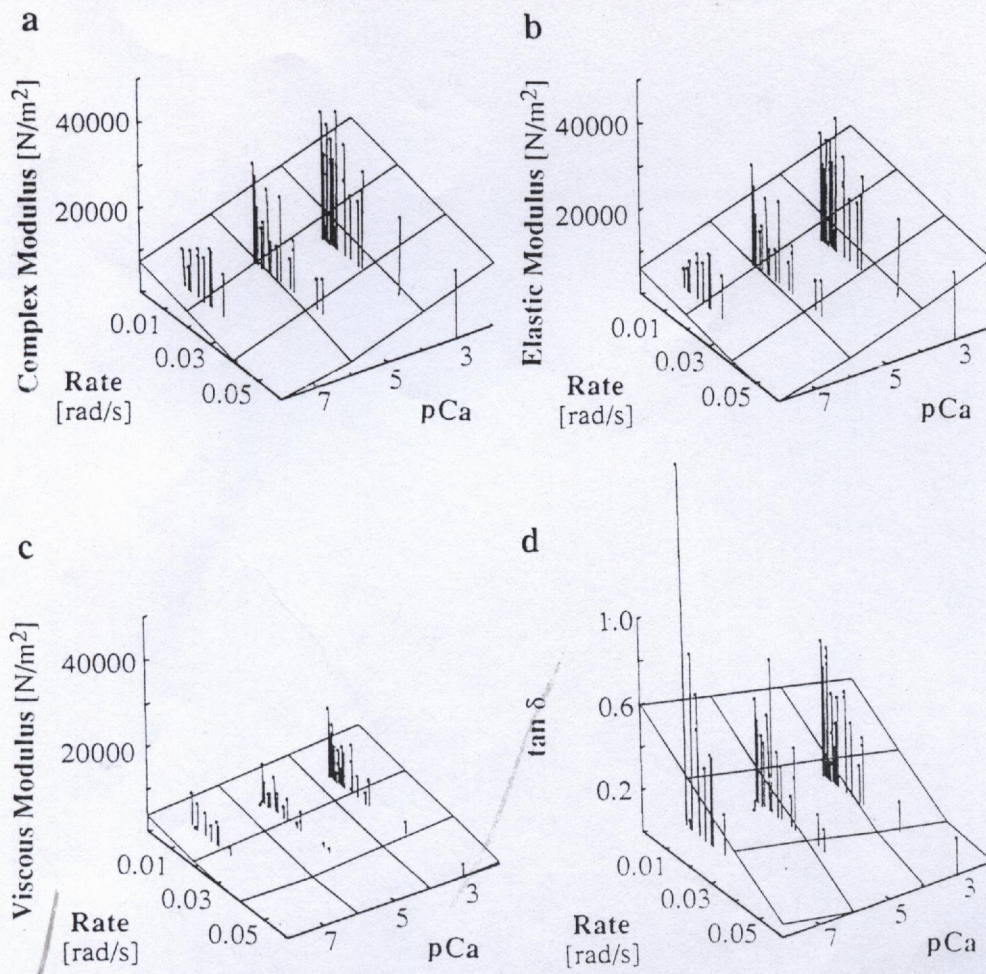 a
Complex Modulus [N/m²]
40000
20000
0.01
0.03
0.05
Rate
[rad/s]
7
5
3
pCa
b
Elastic Modulus [N/m²]
40000
20000
0.01
0.03
0.05
Rate
[rad/s]
7
5
3
pCa
c
Viscous Modulus [N/m²]
40000
20000
0.01
0.03
0.05
Rate
[rad/s]
7
5
3
pCa
d
tan δ
1.0
0.6
0.2
0.01
0.03
0.05
Rate
[rad/s]
7
5
3
pCa